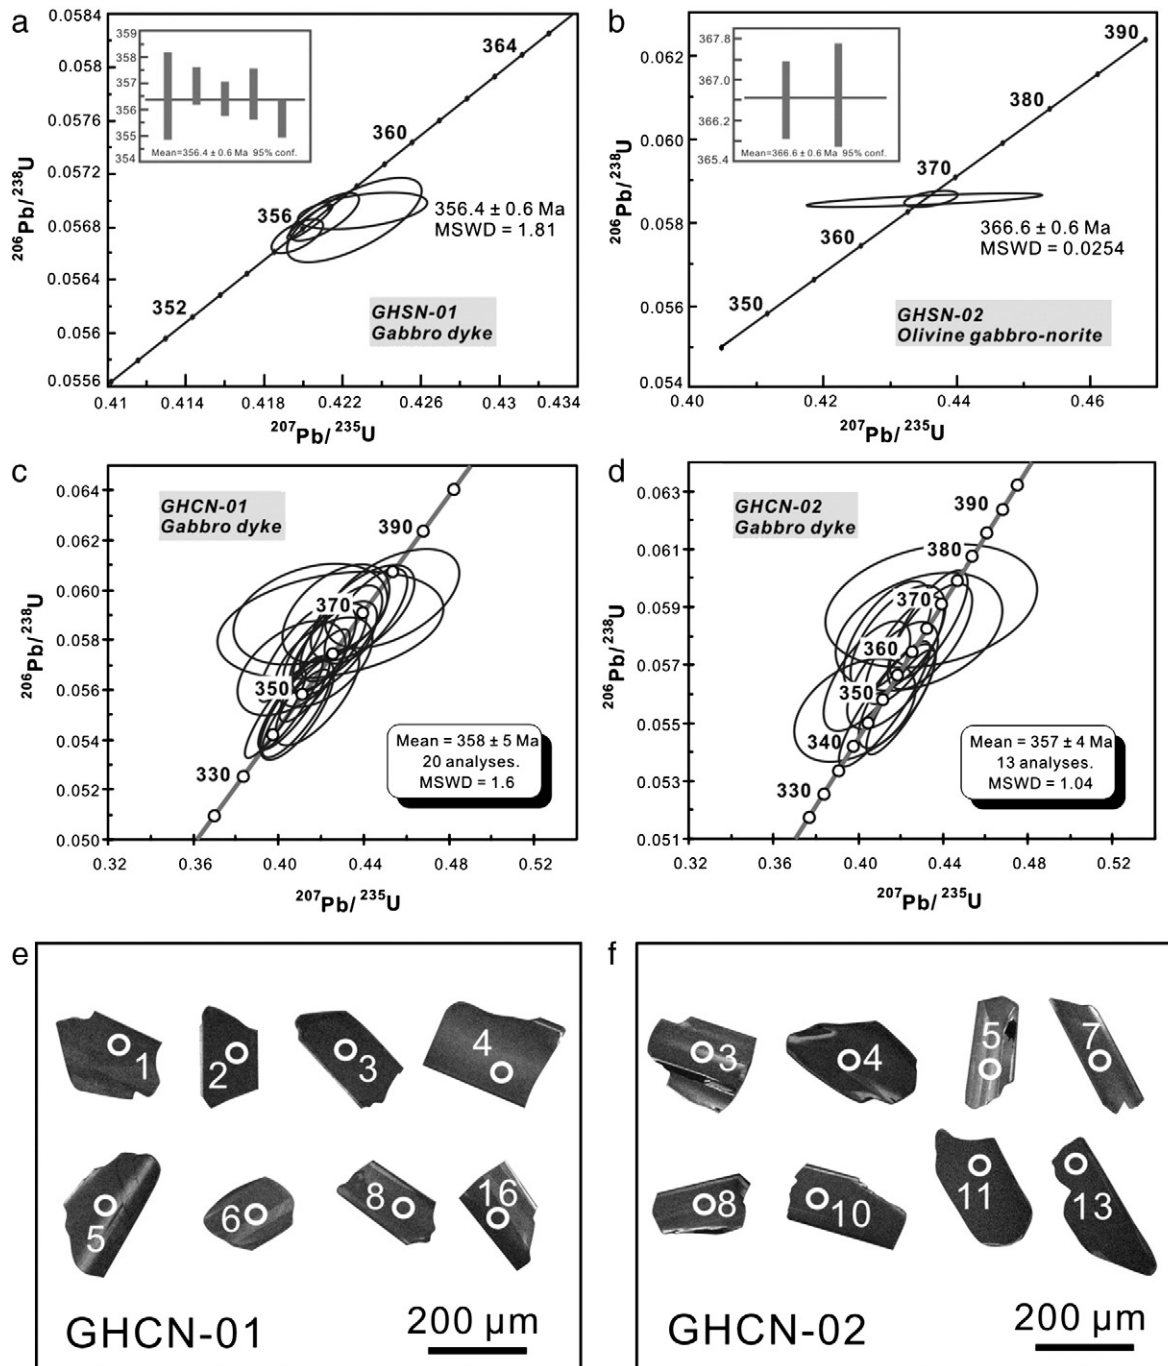 a
0.0584
0.058
0.0576
0.0572
0.0568
0.0564
0.056
0.0556
206Pb/238U
359
358
357
356
355
354
Mean=356.4 ± 0.6 Ma 95% conf.
364
360
356
352
356.4 ± 0.6 Ma
MSWD = 1.81
GHSN-01
Gabbro dyke
0.41 0.414 0.420 0.422 0.426 0.43 0.434
207Pb/ 235U
b
0.062
0.060
0.058
0.056
0.054
206Pb/238U
367.8
367.0
366.2
365.4
Mean=366.6 ± 0.6 Ma 95% conf.
390
380
370
360
350
366.6 ± 0.6 Ma
MSWD = 0.0254
GHSN-02
Olivine gabbro-norite
0.40 0.42 0.44 0.46
207Pb/ 235U
c
0.064
0.062
0.060
0.058
0.056
0.054
0.052
0.050
206Pb/238U
GHCN-01
Gabbro dyke
390
370
350
330
Mean = 358 ± 5 Ma
20 analyses.
MSWD = 1.6
0.32 0.36 0.40 0.44 0.48 0.52
207Pb/ 235U
d
0.063
0.061
0.059
0.057
0.055
0.053
0.051
206Pb/238U
GHCN-02
Gabbro dyke
390
380
370
360
350
340
330
Mean = 357 ± 4 Ma
13 analyses.
MSWD = 1.04
0.32 0.36 0.40 0.44 0.48 0.52
207Pb/ 235U
e
1 2 3 4
5 6 8 16
GHCN-01
200 µm
f
3 4 5 7
8 10 11 13
GHCN-02
200 µm